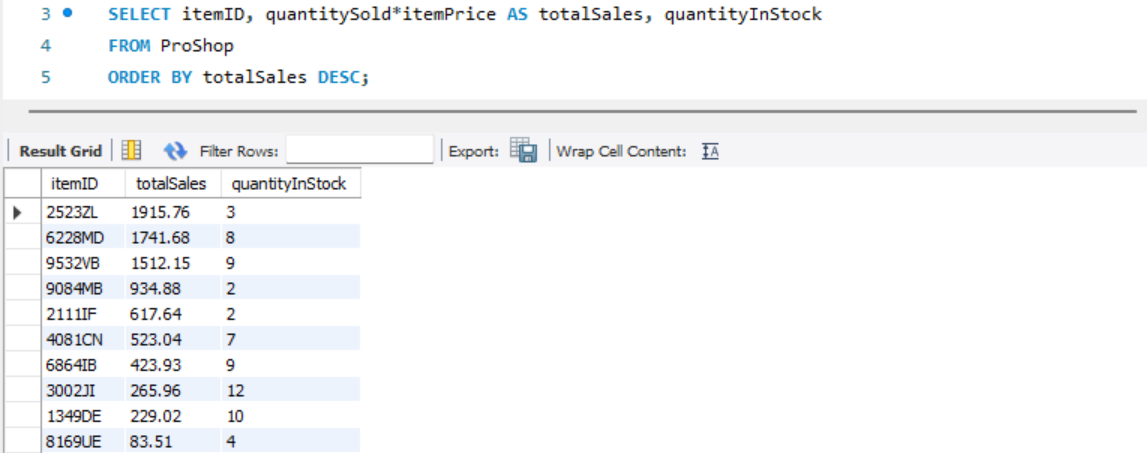 3 SELECT itemID, quantitySold*itemPrice AS totalSales, quantityInStock
4 FROM ProShop
5 ORDER BY totalSales DESC;
Result Grid Filter Rows: Export: Wrap Cell Content: IA
itemID totalSales quantityInStock
2523ZL 1915.76 3
6228MD 1741.68 8
9532VB 1512.15 9
9084MB 934.88 2
2111IF 617.64 2
4081CN 523.04 7
6864IB 423.93 9
3002JI 265.96 12
1349DE 229.02 10
8169UE 83.51 4